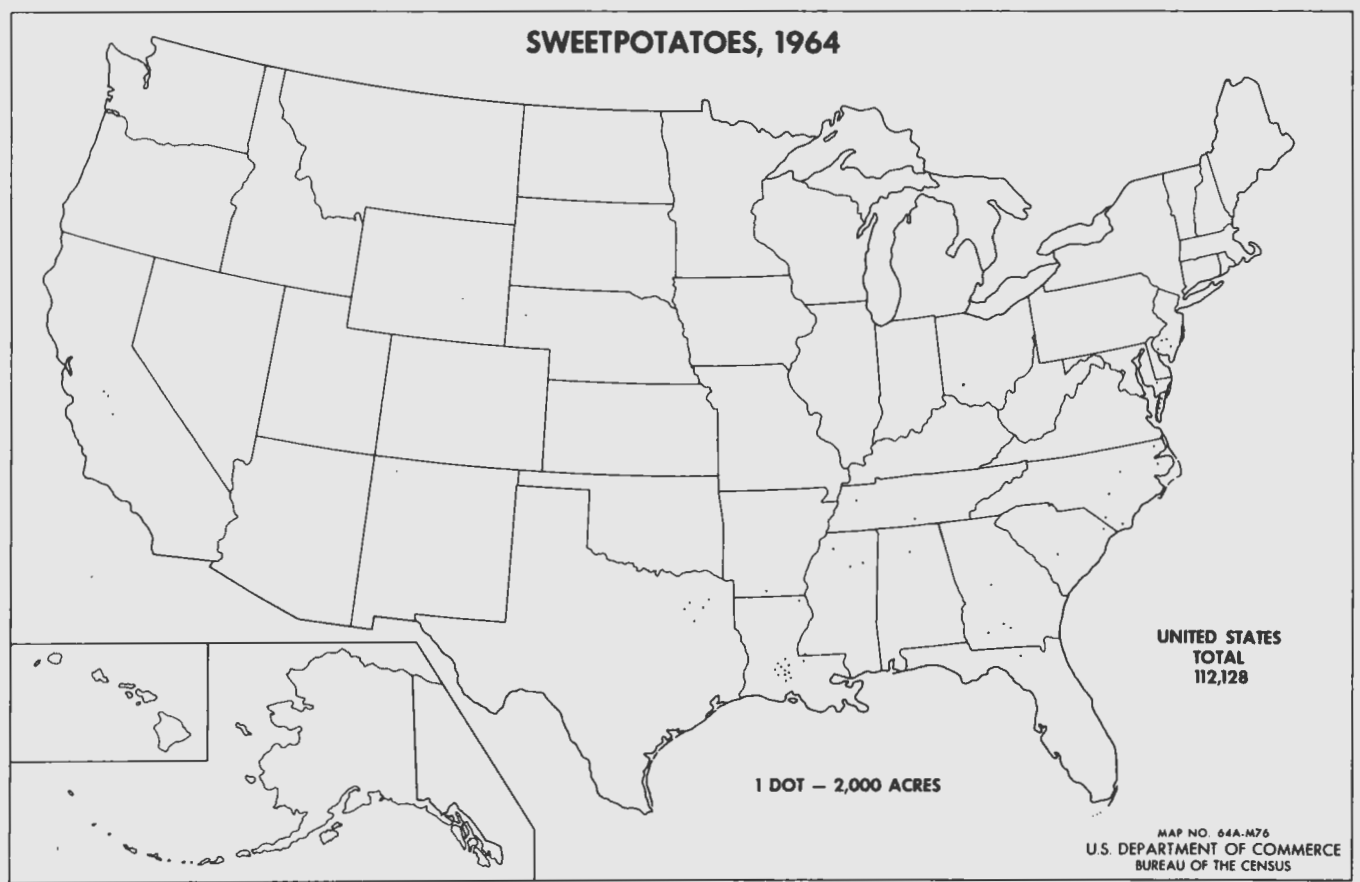 SWEETPOTATOES, 1964
UNITED STATES
TOTAL
112,128
1 DOT — 2,000 ACRES
MAP NO. 64A-M76
U.S. DEPARTMENT OF COMMERCE
BUREAU OF THE CENSUS